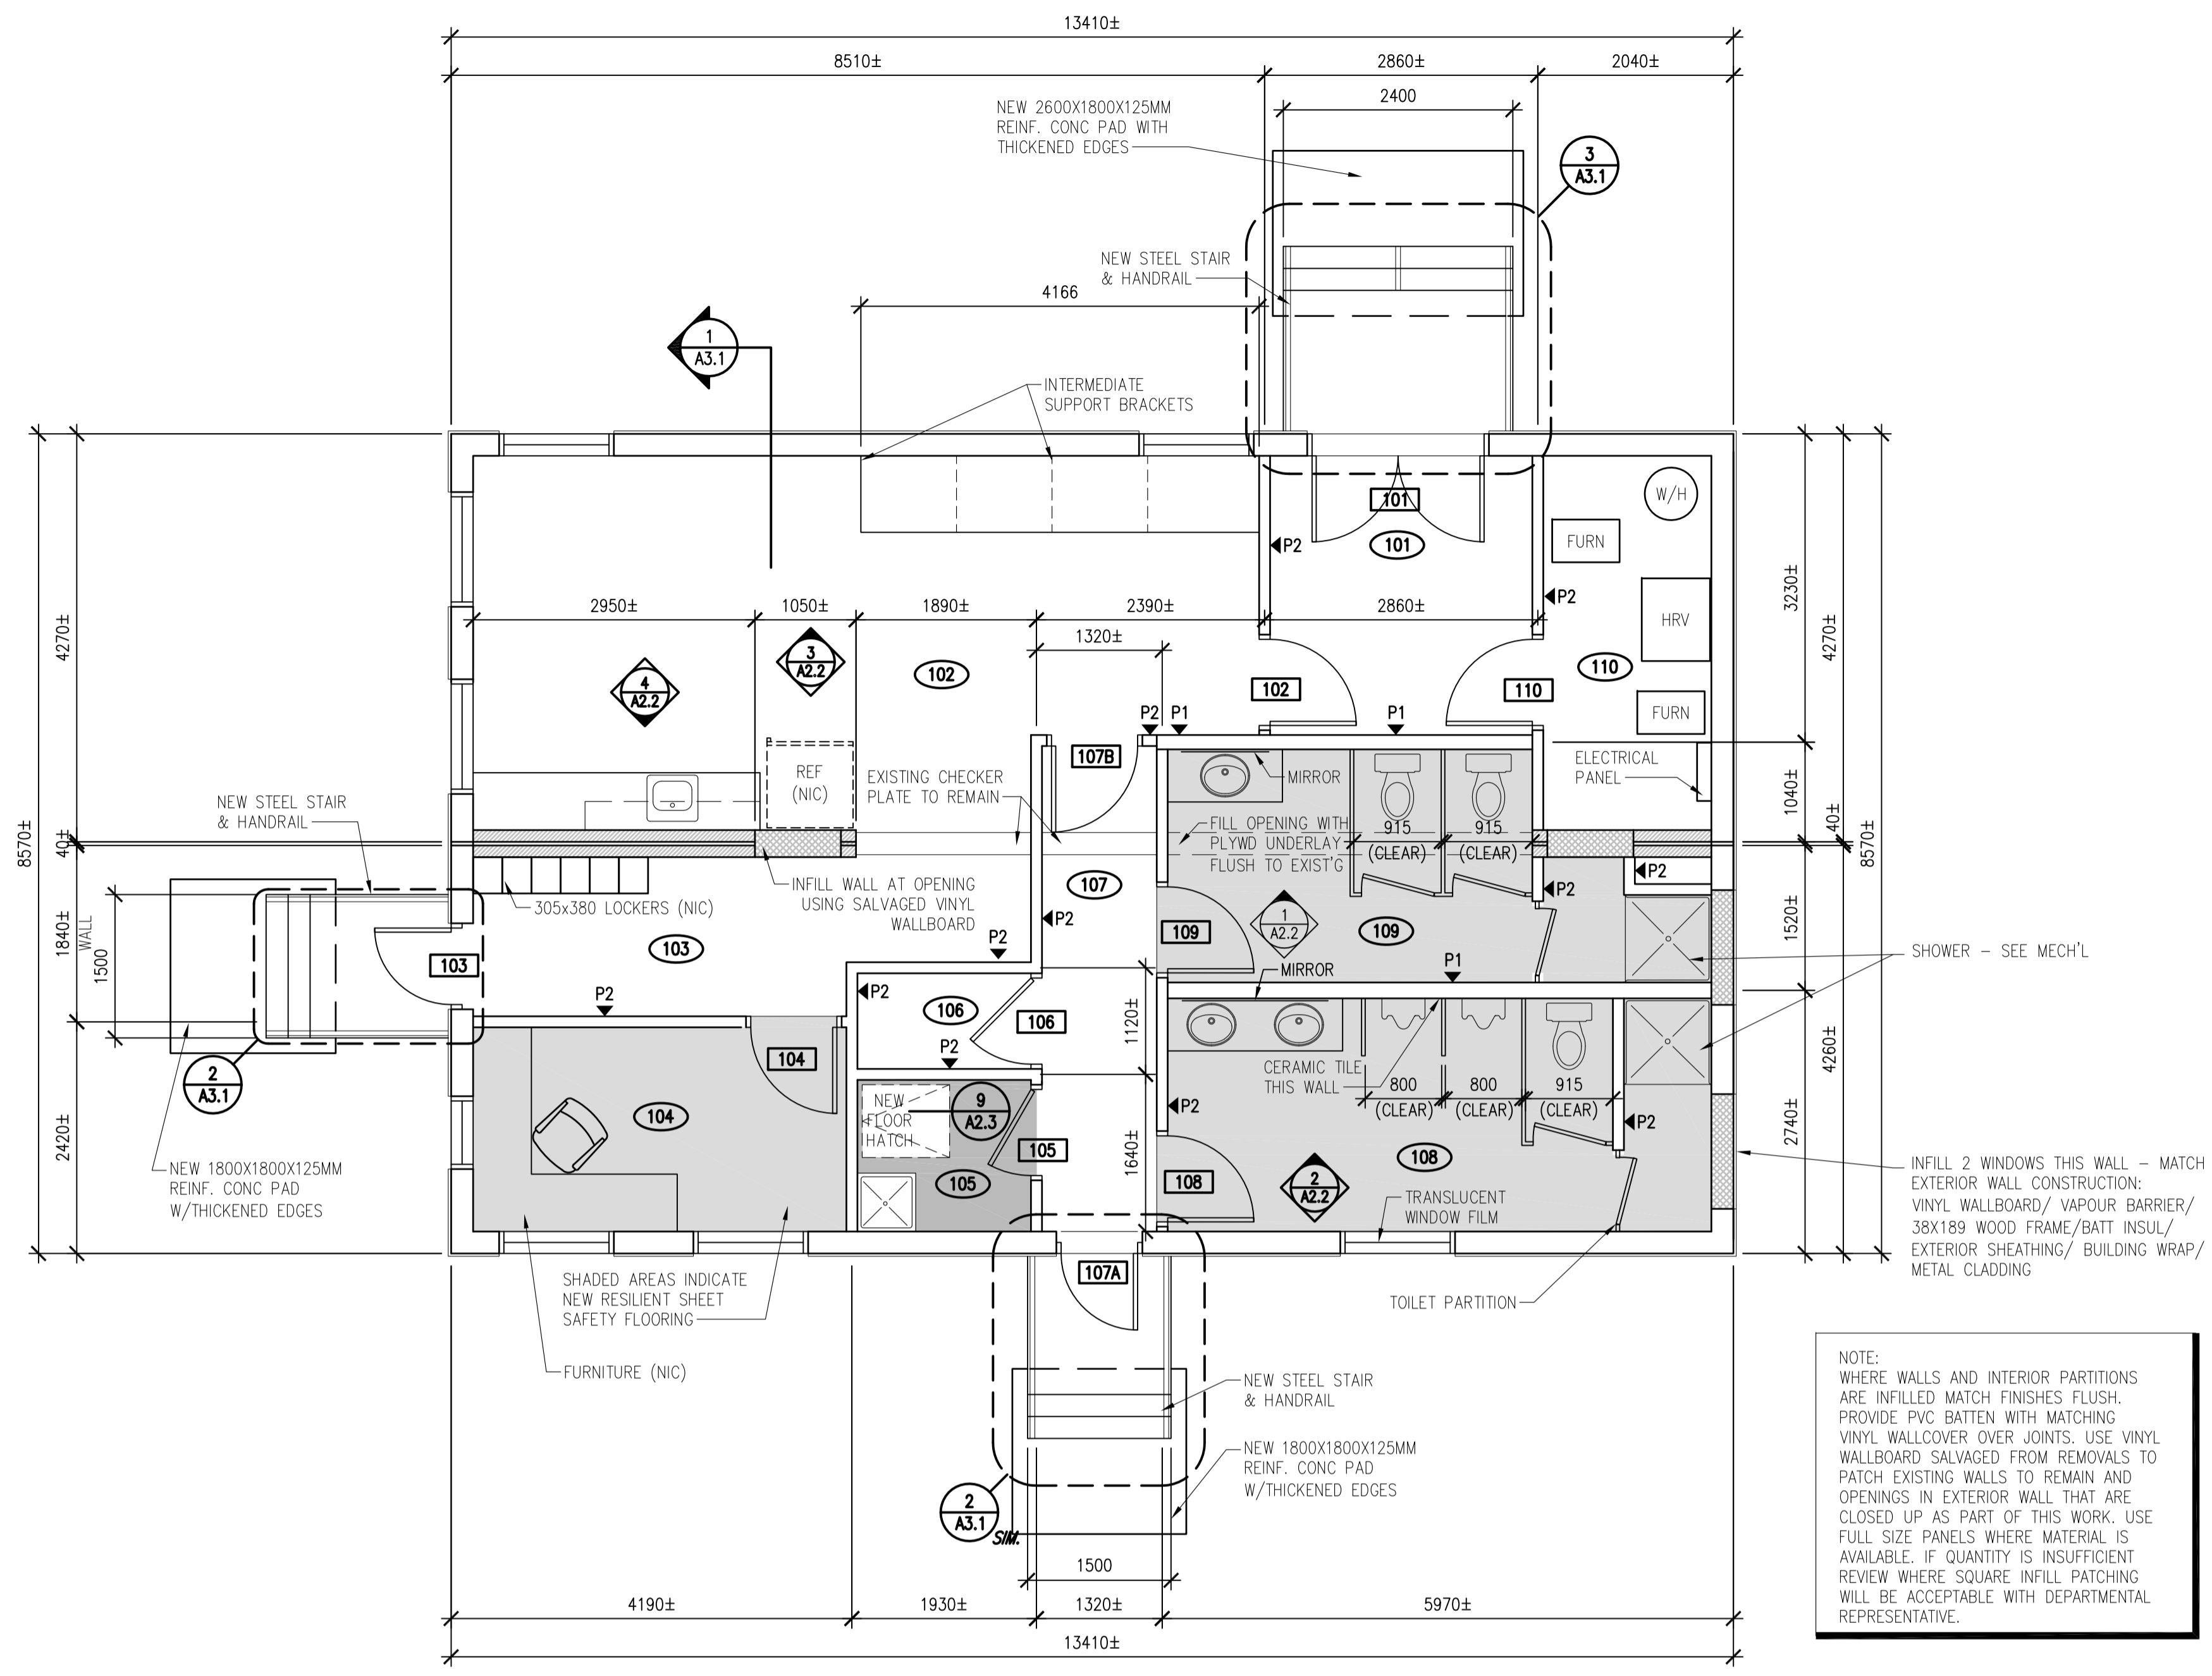 13410±
8510±
2860±
2040±
2400
NEW 2600X1800X125MM
REINF. CONC PAD WITH
THICKENED EDGES
3
A3.1
NEW STEEL STAIR
& HANDRAIL
4166
1
A3.1
INTERMEDIATE
SUPPORT BRACKETS
W/H
101
P2
101
FURN
P2
2950±
1050±
1890±
2390±
2860±
HRV
1320±
3
A2.2
4
A2.2
102
102
110
110
FURN
P2
P1
P1
107B
REF
(NIC)
EXISTING CHECKER
PLATE TO REMAIN
MIRROR
ELECTRICAL
PANEL
FILL OPENING WITH
PLYWD UNDERLAY
FLUSH TO EXIST'G
915
(CLEAR)
915
(CLEAR)
NEW STEEL STAIR
& HANDRAIL
8570±
4270±
40±
1840±
WALL
1500
2420±
3230±
1040±
1520±
2740±
4270±
40±
4260±
8570±
INFILL WALL AT OPENING
USING SALVAGED VINYL
WALLBOARD
305x380 LOCKERS (NIC)
107
P2
P2
P2
1
A2.2
109
109
103
103
P2
P1
MIRROR
SHOWER – SEE MECH'L
P2
P2
106
106
1120±
P2
104
104
2
A3.1
CERAMIC TILE
THIS WALL
800
(CLEAR)
800
(CLEAR)
915
(CLEAR)
NEW
FLOOR
HATCH
9
A2.3
P2
P2
105
105
1640±
108
108
2
A2.2
NEW 1800X1800X125MM
REINF. CONC PAD
W/THICKENED EDGES
TRANSLUCENT
WINDOW FILM
INFILL 2 WINDOWS THIS WALL – MATCH
EXTERIOR WALL CONSTRUCTION:
VINYL WALLBOARD/ VAPOUR BARRIER/
38X189 WOOD FRAME/BATT INSUL/
EXTERIOR SHEATHING/ BUILDING WRAP/
METAL CLADDING
107A
SHADED AREAS INDICATE
NEW RESILIENT SHEET
SAFETY FLOORING
TOILET PARTITION
FURNITURE (NIC)
NEW STEEL STAIR
& HANDRAIL
NEW 1800X1800X125MM
REINF. CONC PAD
W/THICKENED EDGES
2
A3.1
SIM.
1500
4190±
1930±
1320±
5970±
13410±
NOTE:
WHERE WALLS AND INTERIOR PARTITIONS
ARE INFILLED MATCH FINISHES FLUSH.
PROVIDE PVC BATTEN WITH MATCHING
VINYL WALLCOVER OVER JOINTS. USE VINYL
WALLBOARD SALVAGED FROM REMOVALS TO
PATCH EXISTING WALLS TO REMAIN AND
OPENINGS IN EXTERIOR WALL THAT ARE
CLOSED UP AS PART OF THIS WORK. USE
FULL SIZE PANELS WHERE MATERIAL IS
AVAILABLE. IF QUANTITY IS INSUFFICIENT
REVIEW WHERE SQUARE INFILL PATCHING
WILL BE ACCEPTABLE WITH DEPARTMENTAL
REPRESENTATIVE.